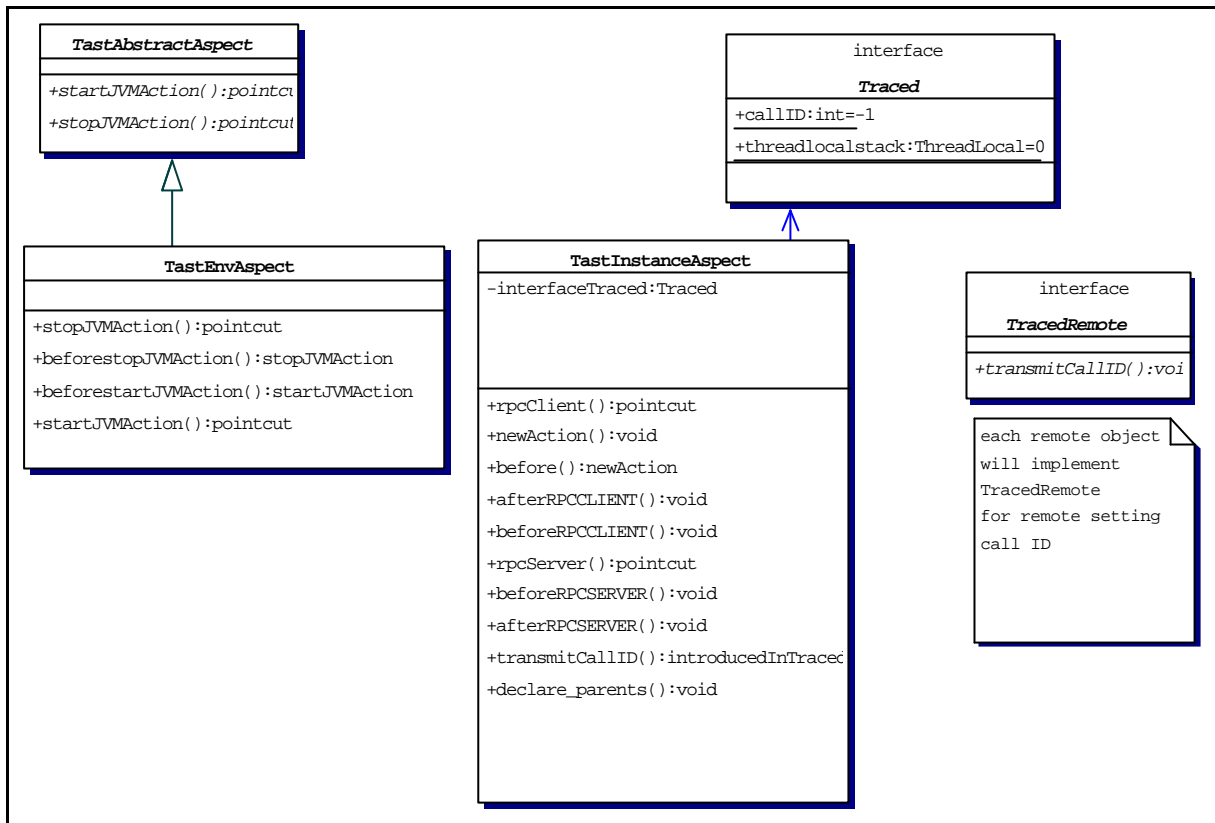 TastAbstractAspect
+startJVMAction():pointcu
+stopJVMAction():pointcut
interface
Traced
+callID:int=-1
+threadlocalstack:ThreadLocal=0
TastEnvAspect
+stopJVMAction():pointcut
+beforestopJVMAction():stopJVMAction
+beforestartJVMAction():startJVMAction
+startJVMAction():pointcut
TastInstanceAspect
-interfaceTraced:Traced
+rpcClient():pointcut
+newAction():void
+before():newAction
+afterRPCCLIENT():void
+beforeRPCCLIENT():void
+rpcServer():pointcut
+beforeRPCSERVER():void
+afterRPCSERVER():void
+transmitCallID():introducedInTraced
+declare_parents():void
interface
TracedRemote
+transmitCallID():voi
each remote object
will implement
TracedRemote
for remote setting
call ID